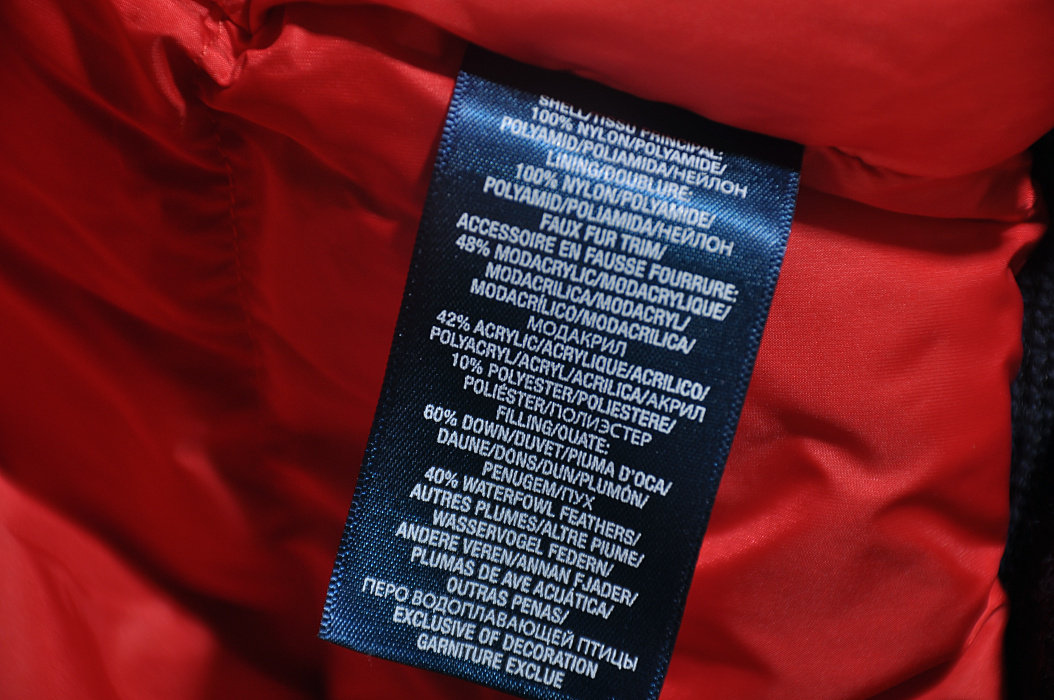 SHELL/TISSU PRINCIPAL:
100% NYLON/POLYAMIDE/
POLYAMID/POLIAMIDA/НЕЙЛОН
LINING/DOUBLURE:
100% NYLON/POLYAMIDE/
POLYAMID/POLIAMIDA/НЕЙЛОН
FAUX FUR TRIM/
ACCESSOIRE EN FAUSSE FOURRURE:
48% MODACRYLIC/MODACRYLIQUE/
MODACRILICA/MODACRYL/
MODACRÍLICO/MODACRILICA/
МОДАКРИЛ
42% ACRYLIC/ACRYLIQUE/ACRILICO/
POLYACRYL/ACRYL/ACRILICA/АКРИЛ
10% POLYESTER/POLIESTERE/
POLIÉSTER/ПОЛИЭСТЕР
FILLING/OUATE:
60% DOWN/DUVET/PIUMA D'OCA/
DAUNE/DONS/DUN/PLUMÓN/
PENUGEM/ПУХ
40% WATERFOWL FEATHERS/
AUTRES PLUMES/ALTRE PIUME/
WASSERVOGEL FEDERN/
ANDERE VEREN/ANNAN FJADER/
PLUMAS DE AVE ACUÁTICA/
OUTRAS PENAS/
ПЕРО ВОДОПЛАВАЮЩЕЙ ПТИЦЫ
EXCLUSIVE OF DECORATION
GARNITURE EXCLUE